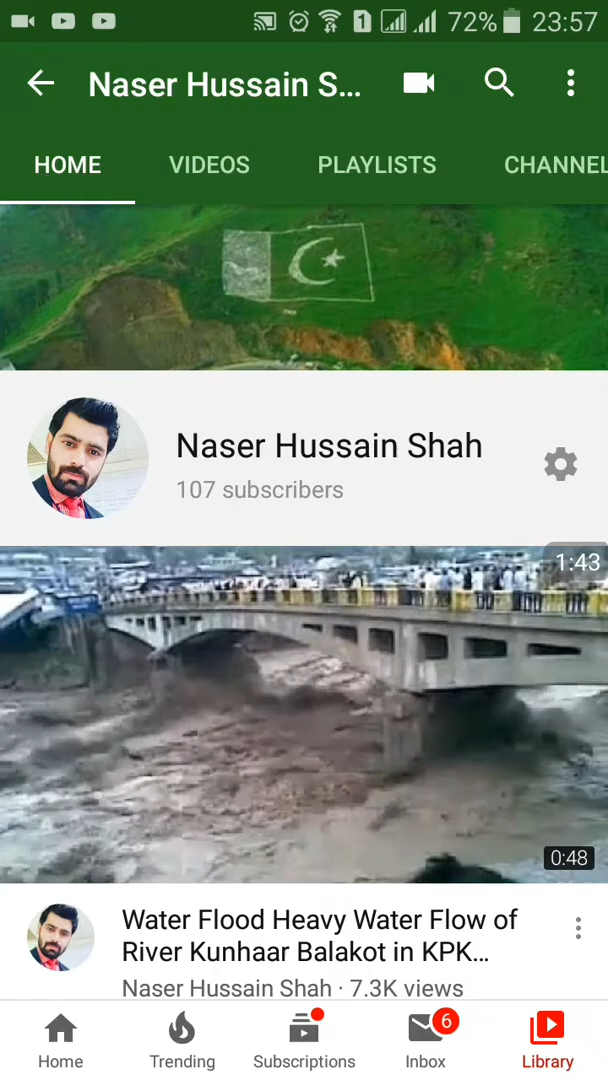 1 72% 23:57
Naser Hussain S...
HOME VIDEOS PLAYLISTS CHANNEL
Naser Hussain Shah
107 subscribers
1:43
0:48
Water Flood Heavy Water Flow of
River Kunhaar Balakot in KPK...
Naser Hussain Shah · 7.3K views
6
Home Trending Subscriptions Inbox Library